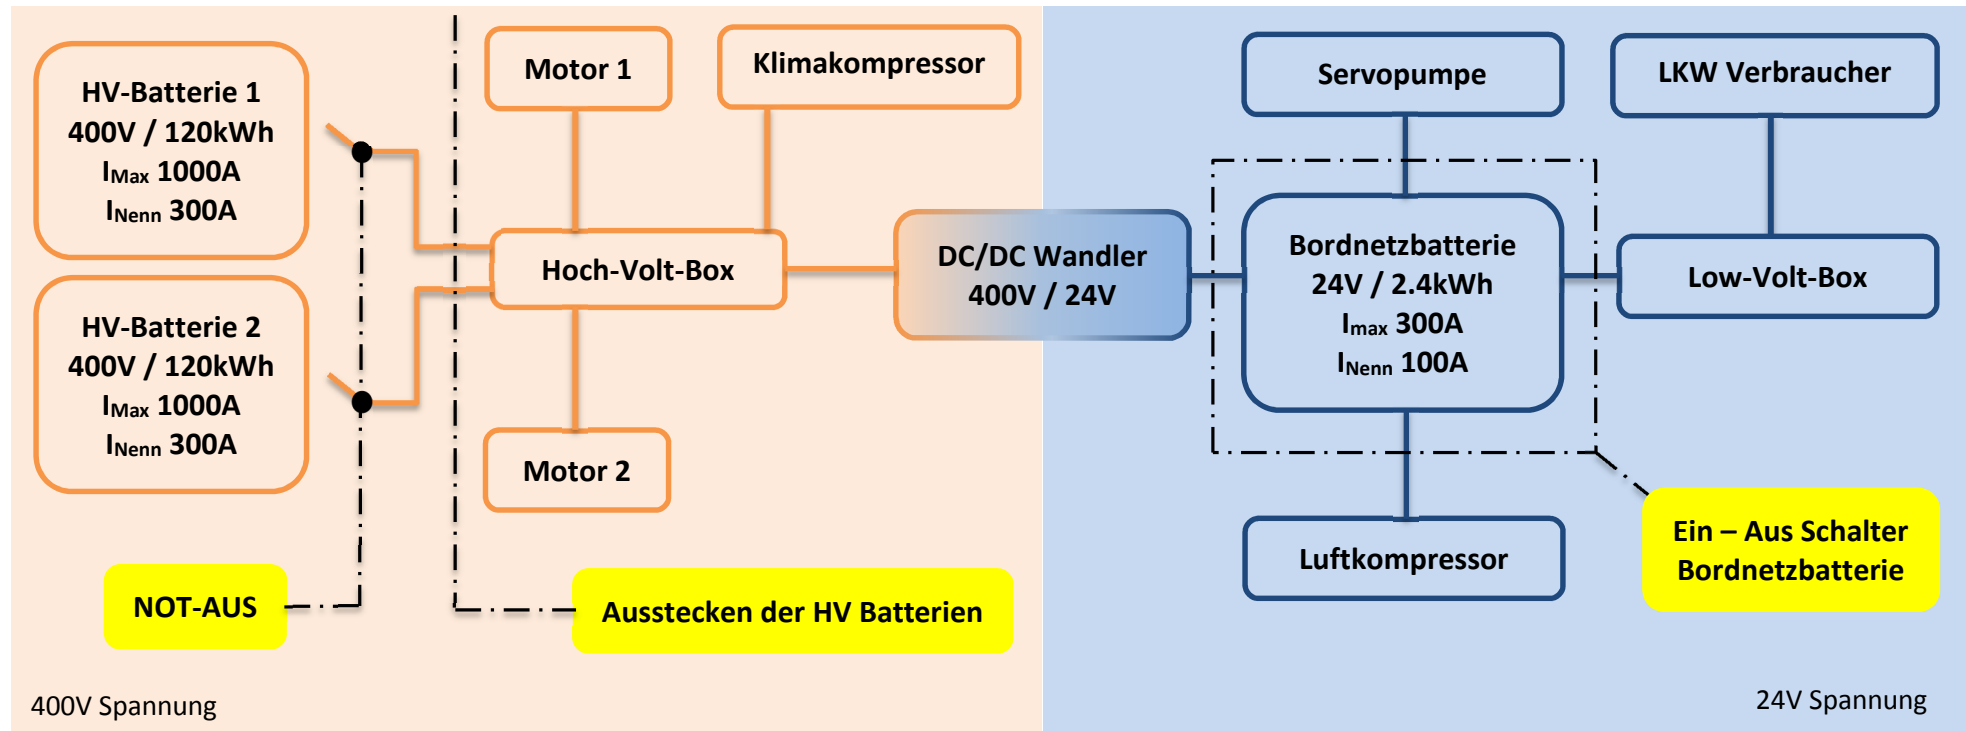 HV-Batterie 1
400V / 120kWh
IMax 1000A
INenn 300A
Motor 1
Klimakompressor
Servopumpe
LKW Verbraucher
Hoch-Volt-Box
DC/DC Wandler
400V / 24V
Bordnetzbatterie
24V / 2.4kWh
Imax 300A
INenn 100A
Low-Volt-Box
HV-Batterie 2
400V / 120kWh
IMax 1000A
INenn 300A
Motor 2
Luftkompressor
Ein – Aus Schalter
Bordnetzbatterie
NOT-AUS
Ausstecken der HV Batterien
400V Spannung
24V Spannung